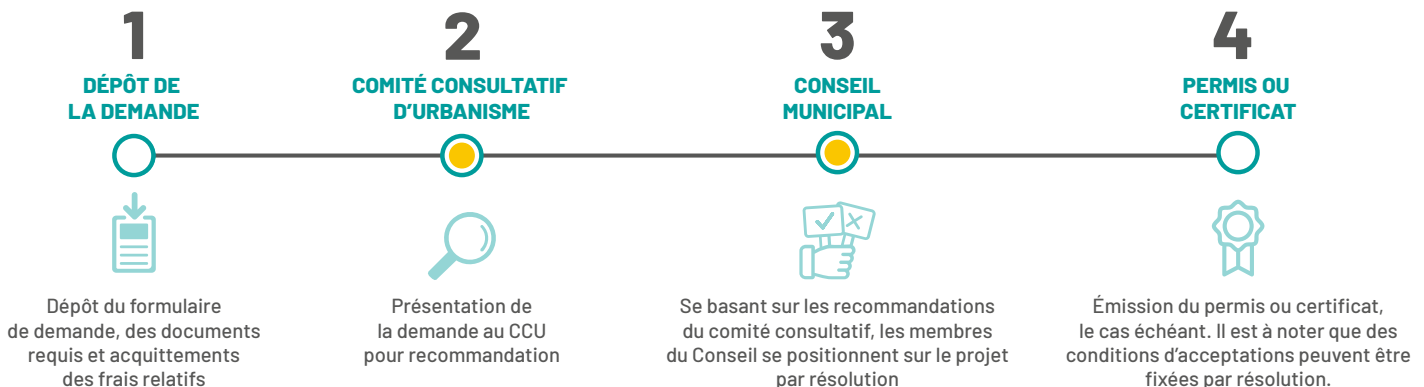 1
DÉPÔT DE
LA DEMANDE
Dépôt du formulaire
de demande, des documents
requis et acquittements
des frais relatifs
2
COMITÉ CONSULTATIF
D'URBANISME
Présentation de
la demande au CCU
pour recommandation
3
CONSEIL
MUNICIPAL
Se basant sur les recommandations
du comité consultatif, les membres
du Conseil se positionnent sur le projet
par résolution
4
PERMIS OU
CERTIFICAT
Émission du permis ou certificat,
le cas échéant. Il est à noter que des
conditions d'acceptations peuvent être
fixées par résolution.